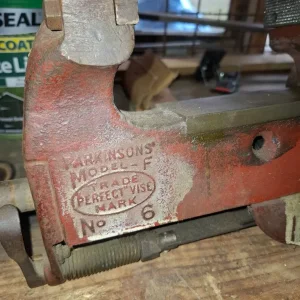 SEAL
COAT
PARKINSONS'
MODEL-F
TRADE
"PERFECT" VISE
MARK
No 6